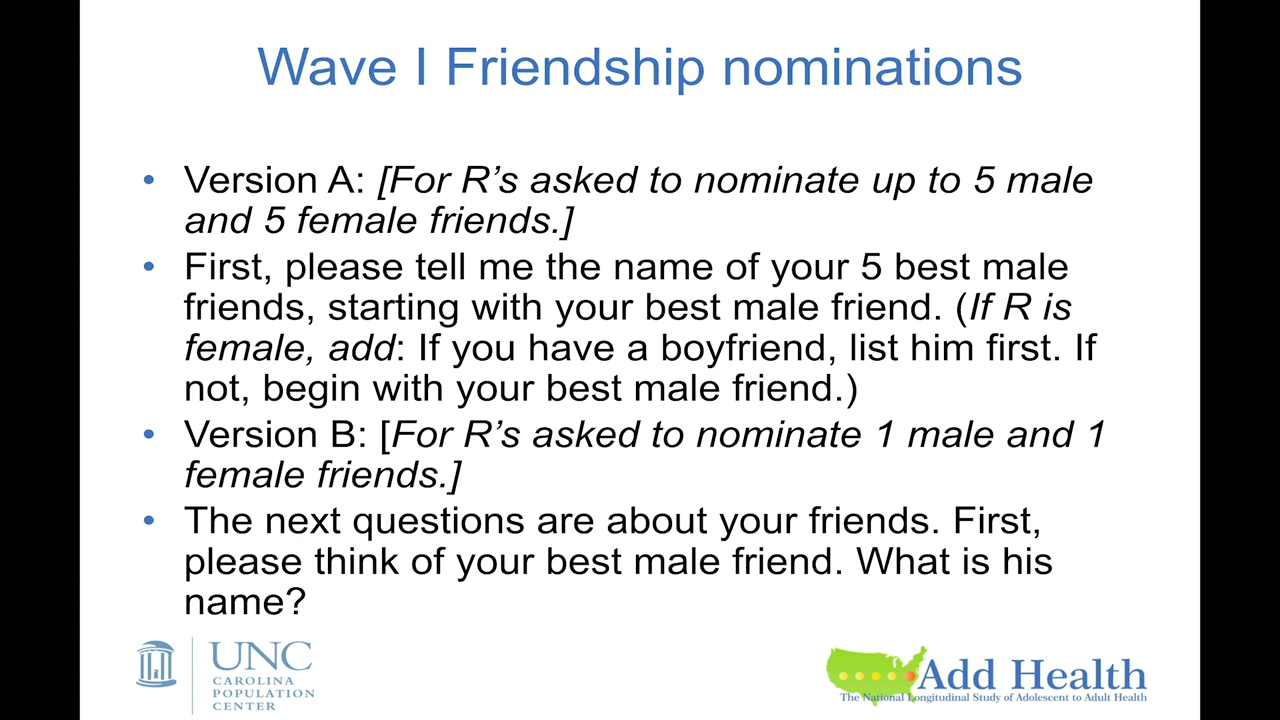 Wave I Friendship nominations
• Version A: [For R’s asked to nominate up to 5 male
and 5 female friends.]
• First, please tell me the name of your 5 best male
friends, starting with your best male friend. (If R is
female, add: If you have a boyfriend, list him first. If
not, begin with your best male friend.)
• Version B: [For R’s asked to nominate 1 male and 1
female friends.]
• The next questions are about your friends. First,
please think of your best male friend. What is his
name?
UNC
CAROLINA
POPULATION
CENTER
Add Health
The National Longitudinal Study of Adolescent to Adult Health